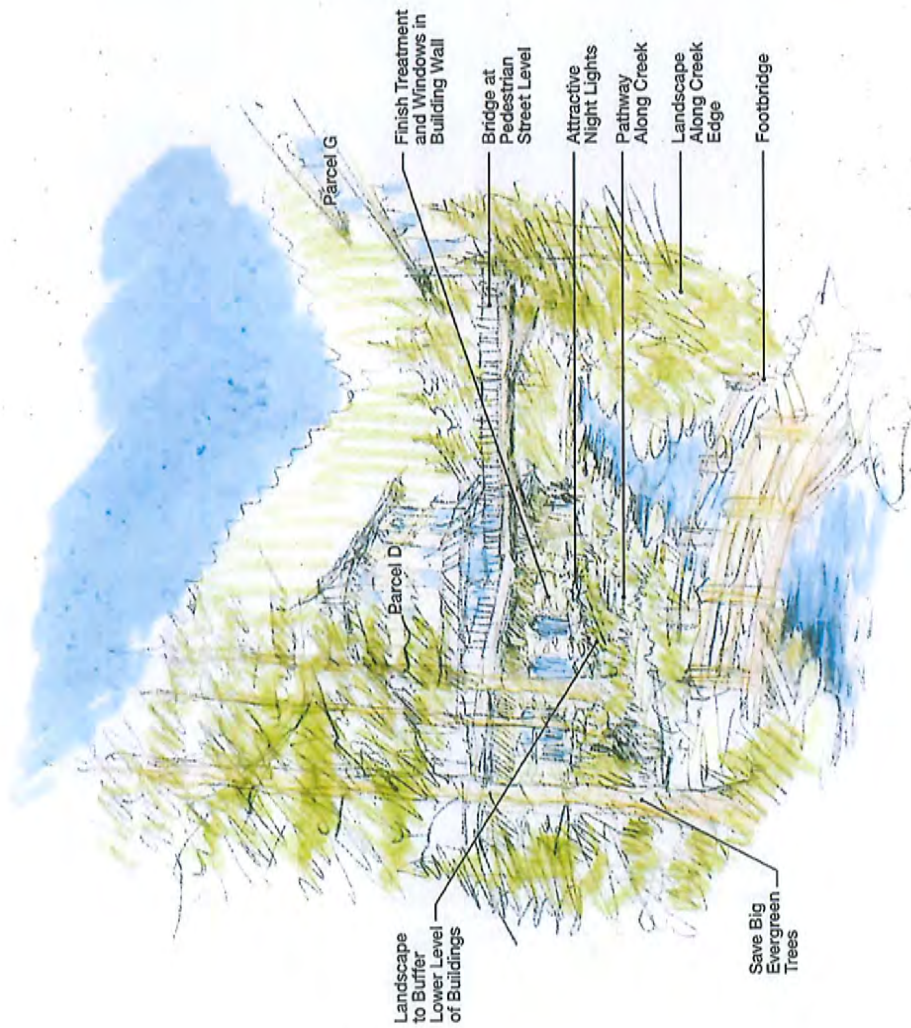 Parcel G
Parcel D
Finish Treatment
and Windows in
Building Wall
Bridge at
Pedestrian
Street Level
Attractive
Night Lights
Pathway
Along Creek
Landscape
Along Creek
Edge
Footbridge
Landscape
to Buffer
Lower Level
of Buildings
Save Big
Evergreen
Trees